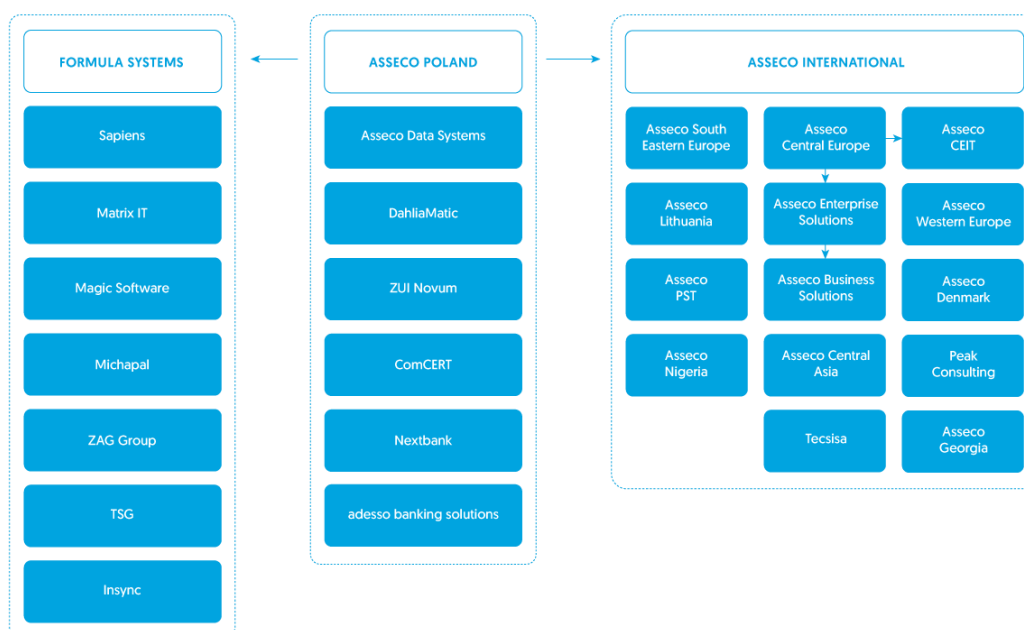 FORMULA SYSTEMS
Sapiens
Matrix IT
Magic Software
Michapal
ZAG Group
TSG
Insync
ASSECO POLAND
Asseco Data Systems
DahliaMatic
ZUI Novum
ComCERT
Nextbank
adesso banking solutions
ASSECO INTERNATIONAL
Asseco South
Eastern Europe
Asseco
Lithuania
Asseco
PST
Asseco
Nigeria
Asseco
Central Europe
Asseco Enterprise
Solutions
Asseco Business
Solutions
Asseco Central
Asia
Tecsisa
Asseco
CEIT
Asseco
Western Europe
Asseco
Denmark
Peak
Consulting
Asseco
Georgia